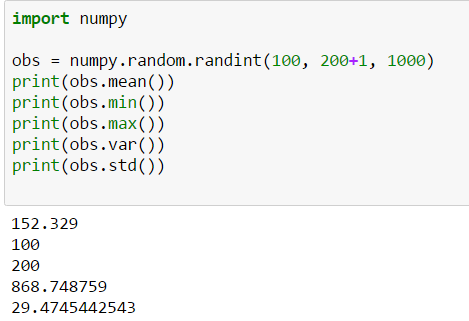 import numpy
obs = numpy.random.randint(100, 200+1, 1000)
print(obs.mean())
print(obs.min())
print(obs.max())
print(obs.var())
print(obs.std())
152.329
100
200
868.748759
29.4745442543